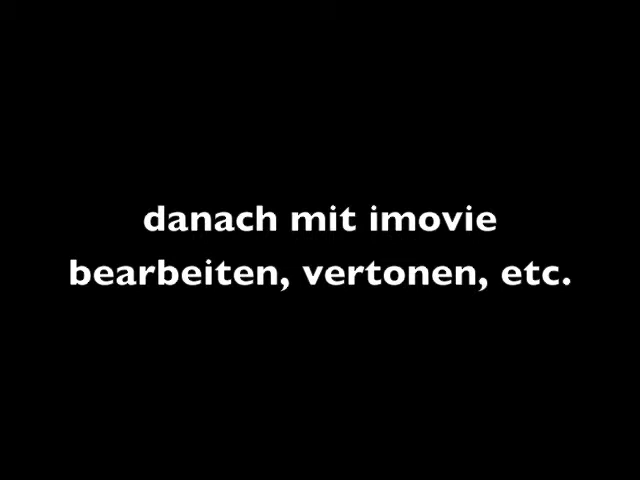 danach mit imovie
bearbeiten, vertonen, etc.